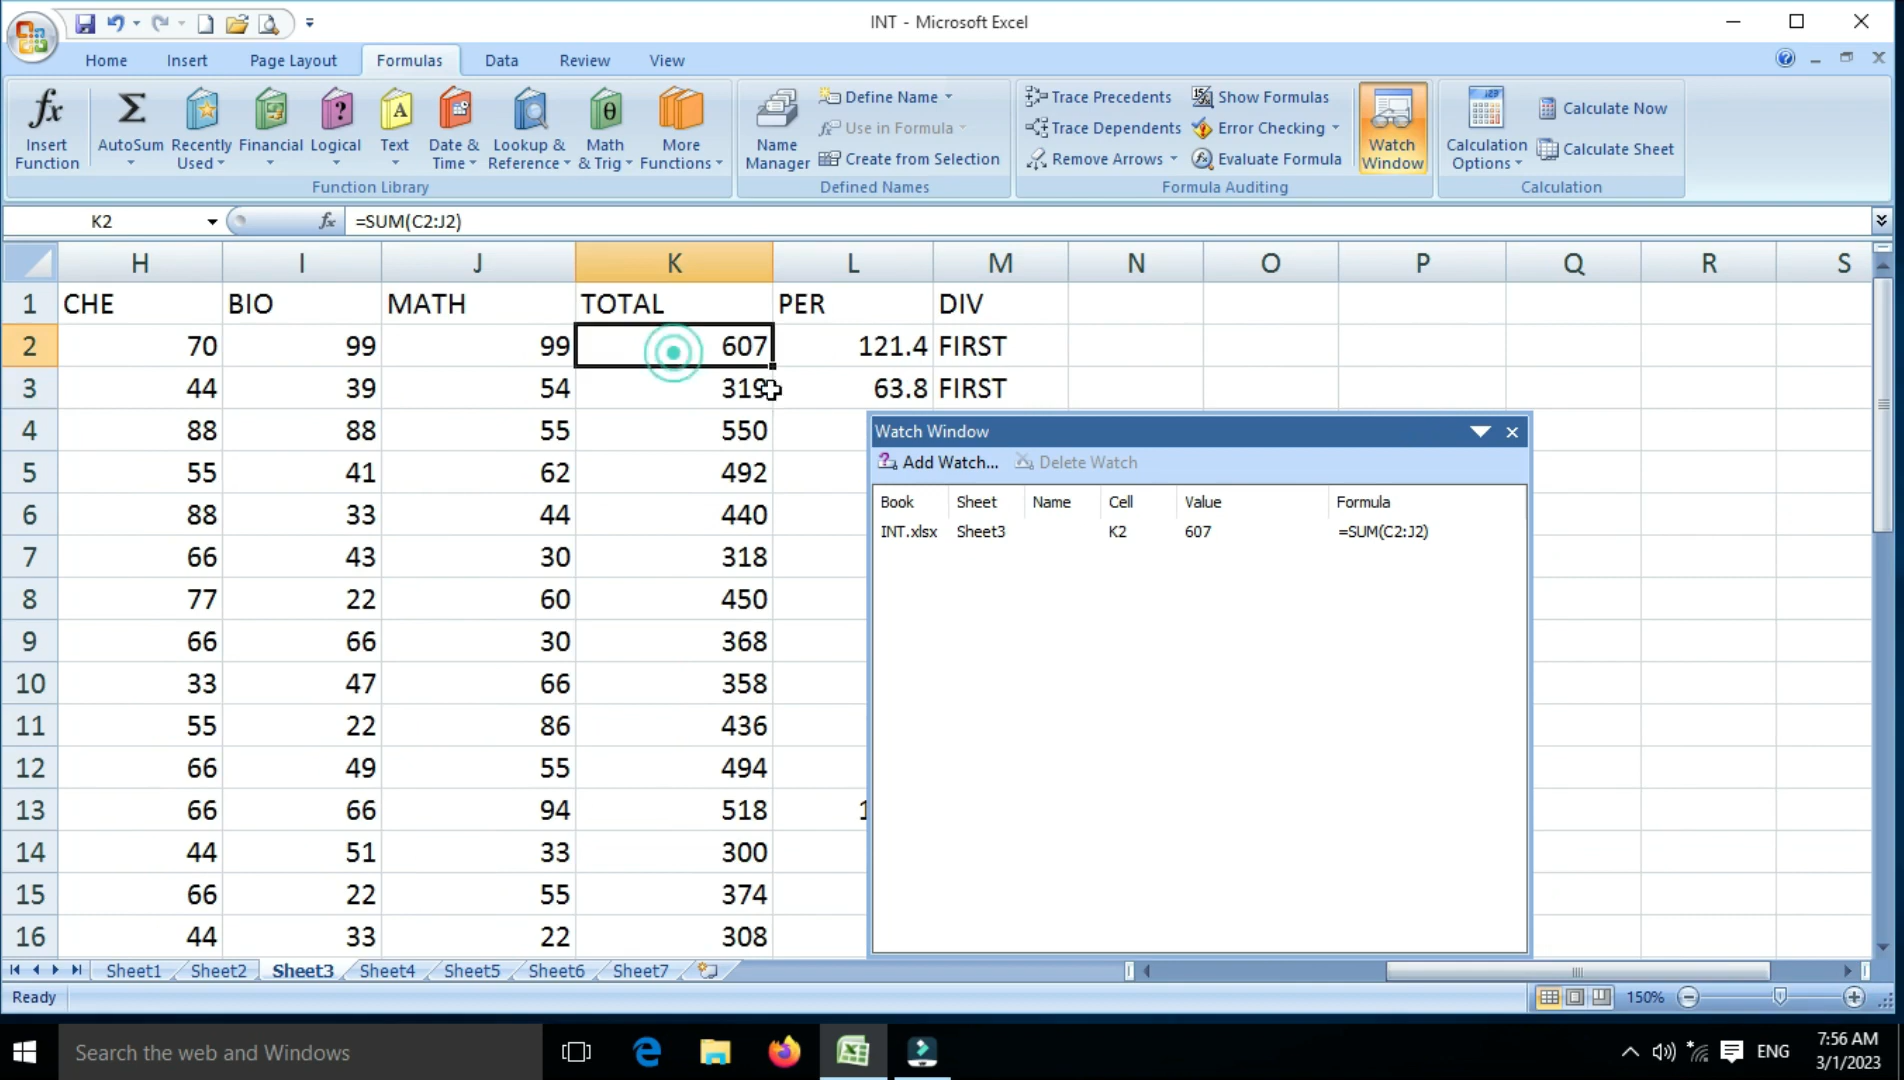 INT - Microsoft Excel
Home Insert Page Layout Formulas Data Review View
fx Insert Function
Σ AutoSum
Recently Used
Financial
Logical
Text
Date & Time
Lookup & Reference
Math & Trig
More Functions
Function Library
Name Manager
Define Name
Use in Formula
Create from Selection
Defined Names
Trace Precedents
Trace Dependents
Remove Arrows
Show Formulas
Error Checking
Evaluate Formula
Watch Window
Formula Auditing
Calculation Options
Calculate Now
Calculate Sheet
Calculation
K2 fx =SUM(C2:J2)
H I J K L M N O P Q R S
1 CHE BIO MATH TOTAL PER DIV
2 70 99 99 607 121.4 FIRST
3 44 39 54 319 63.8 FIRST
4 88 88 55 550
5 55 41 62 492
6 88 33 44 440
7 66 43 30 318
8 77 22 60 450
9 66 66 30 368
10 33 47 66 358
11 55 22 86 436
12 66 49 55 494
13 66 66 94 518 1
14 44 51 33 300
15 66 22 55 374
16 44 33 22 308
Watch Window
Add Watch... Delete Watch
Book Sheet Name Cell Value Formula
INT.xlsx Sheet3 K2 607 =SUM(C2:J2)
Sheet1 Sheet2 Sheet3 Sheet4 Sheet5 Sheet6 Sheet7
Ready 150%
Search the web and Windows
ENG
7:56 AM
3/1/2023